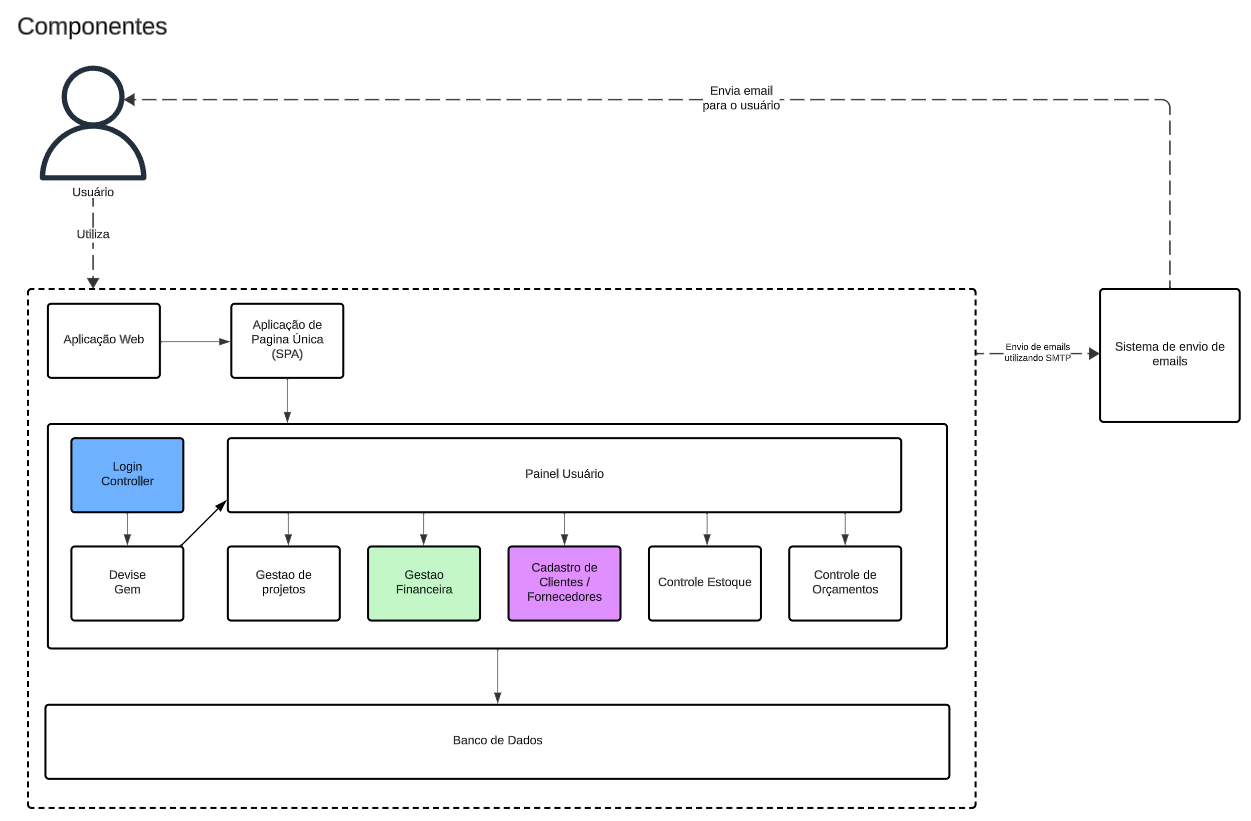 Componentes
Envia email
para o usuário
Usuário
Utiliza
Aplicação Web
Aplicação de
Pagina Única
(SPA)
Envio de emails
utilizando SMTP
Sistema de envio de
emails
Login
Controller
Painel Usuário
Devise
Gem
Gestao de
projetos
Gestao
Financeira
Cadastro de
Clientes /
Fornecedores
Controle Estoque
Controle de
Orçamentos
Banco de Dados